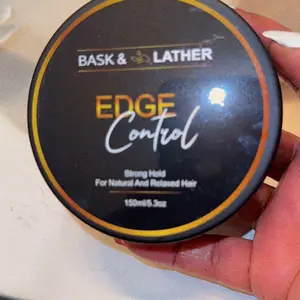 BASK & LATHER
EDGE
Control
Strong Hold
For Natural And Relaxed Hair
150ml/5.3oz